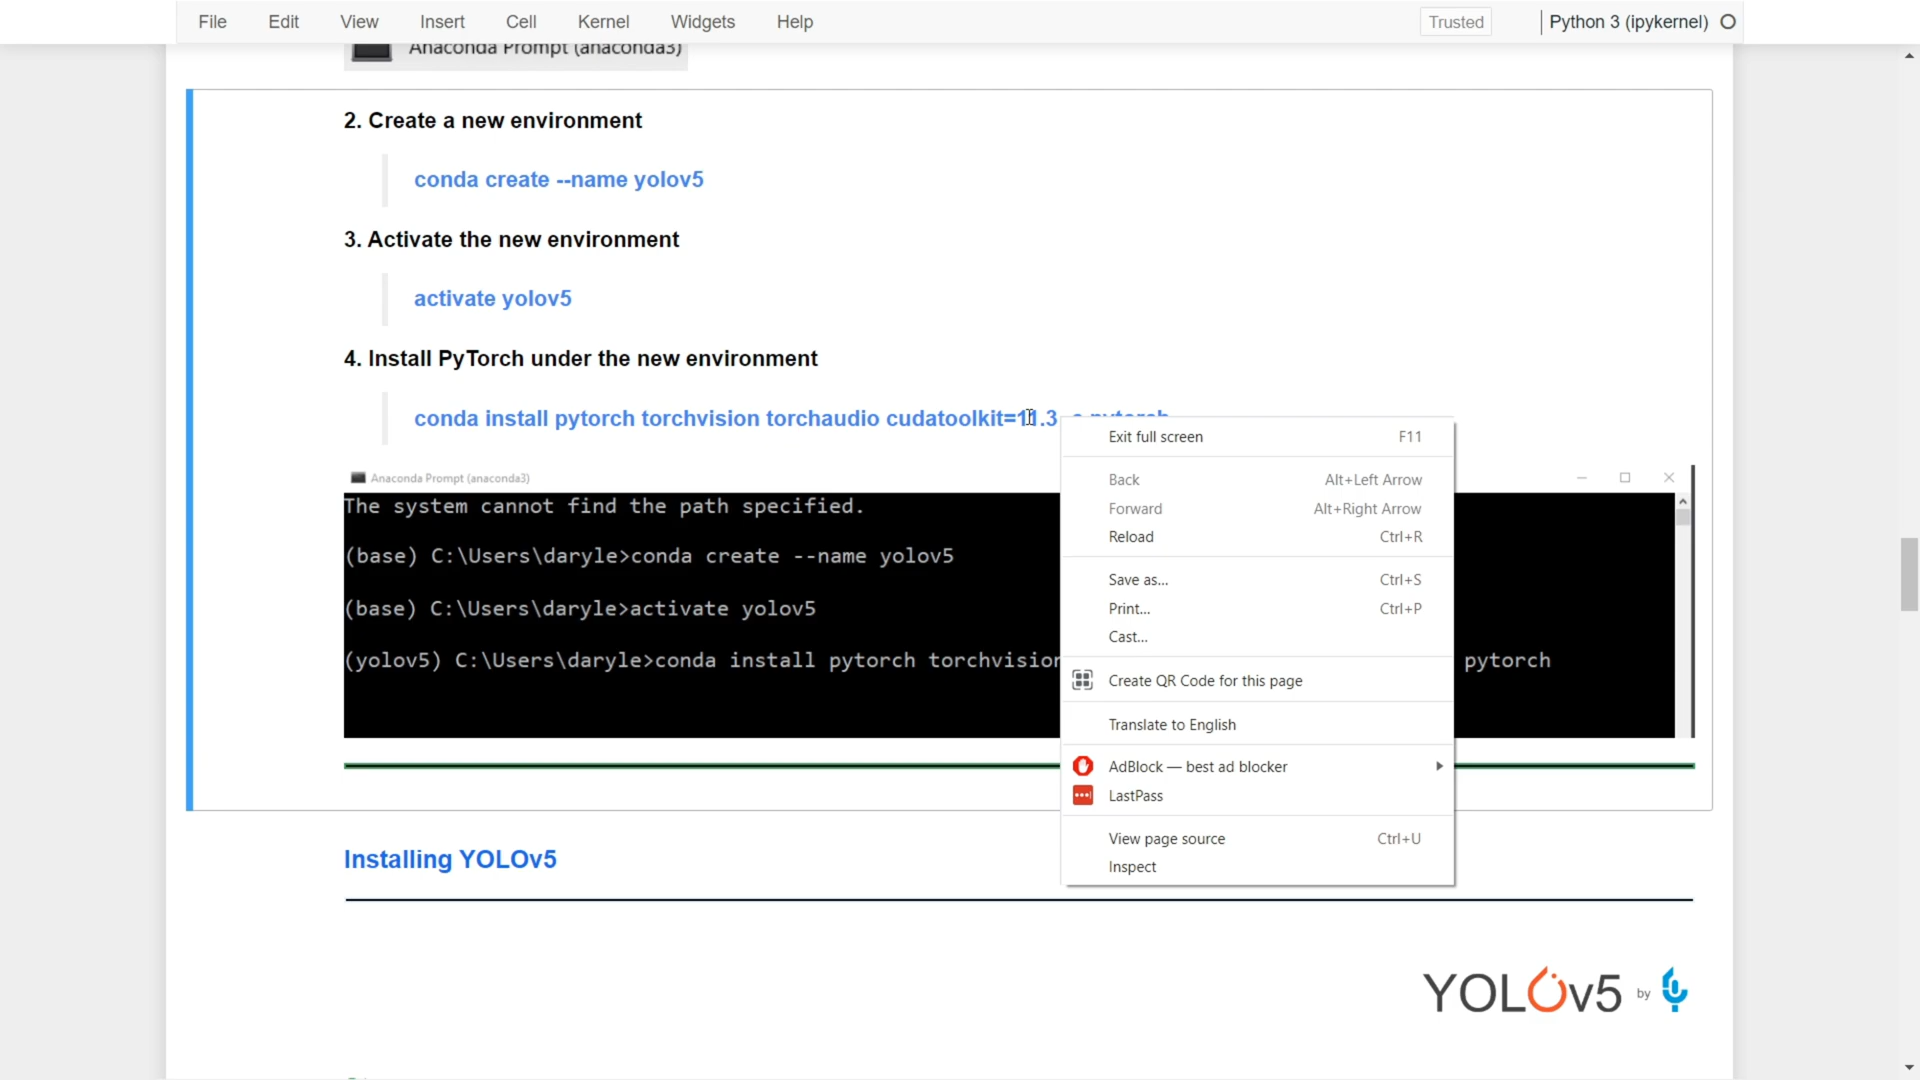 File Edit View Insert Cell Kernel Widgets Help Trusted Python 3 (ipykernel)
Anaconda Prompt (anaconda3)
2. Create a new environment
conda create --name yolov5
3. Activate the new environment
activate yolov5
4. Install PyTorch under the new environment
conda install pytorch torchvision torchaudio cudatoolkit=11.3 -c pytorch
Anaconda Prompt (anaconda3)
The system cannot find the path specified.
(base) C:\Users\daryle>conda create --name yolov5
(base) C:\Users\daryle>activate yolov5
(yolov5) C:\Users\daryle>conda install pytorch torchvision pytorch
Exit full screen F11
Back Alt+Left Arrow
Forward Alt+Right Arrow
Reload Ctrl+R
Save as... Ctrl+S
Print... Ctrl+P
Cast...
Create QR Code for this page
Translate to English
AdBlock — best ad blocker
LastPass
View page source Ctrl+U
Inspect
Installing YOLOv5
YOLOv5 by